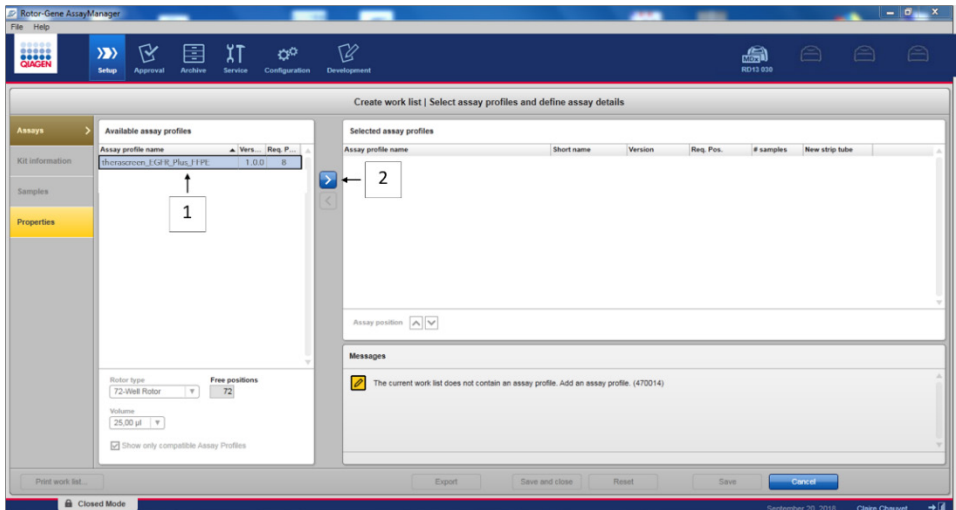 Rotor-Gene AssayManager
File Help
QIAGEN
Setup Approval Archive Service Configuration Development
MDx
RD13 030
Create work list | Select assay profiles and define assay details
Assays
Kit information
Samples
Properties
Available assay profiles
Assay profile name Vers... Req. P...
therascreen_EGFR_Plus_FFPE 1.0.0 8
1
2
Selected assay profiles
Assay profile name Short name Version Req. Pos. # samples New strip tube
Assay position
Rotor type Free positions
72-Well Rotor 72
Volume
25,00 µl
Show only compatible Assay Profiles
Messages
The current work list does not contain an assay profile. Add an assay profile. (470014)
Print work list... Export Save and close Reset Save Cancel
Closed Mode
September 20, 2018 Claire Chauvet